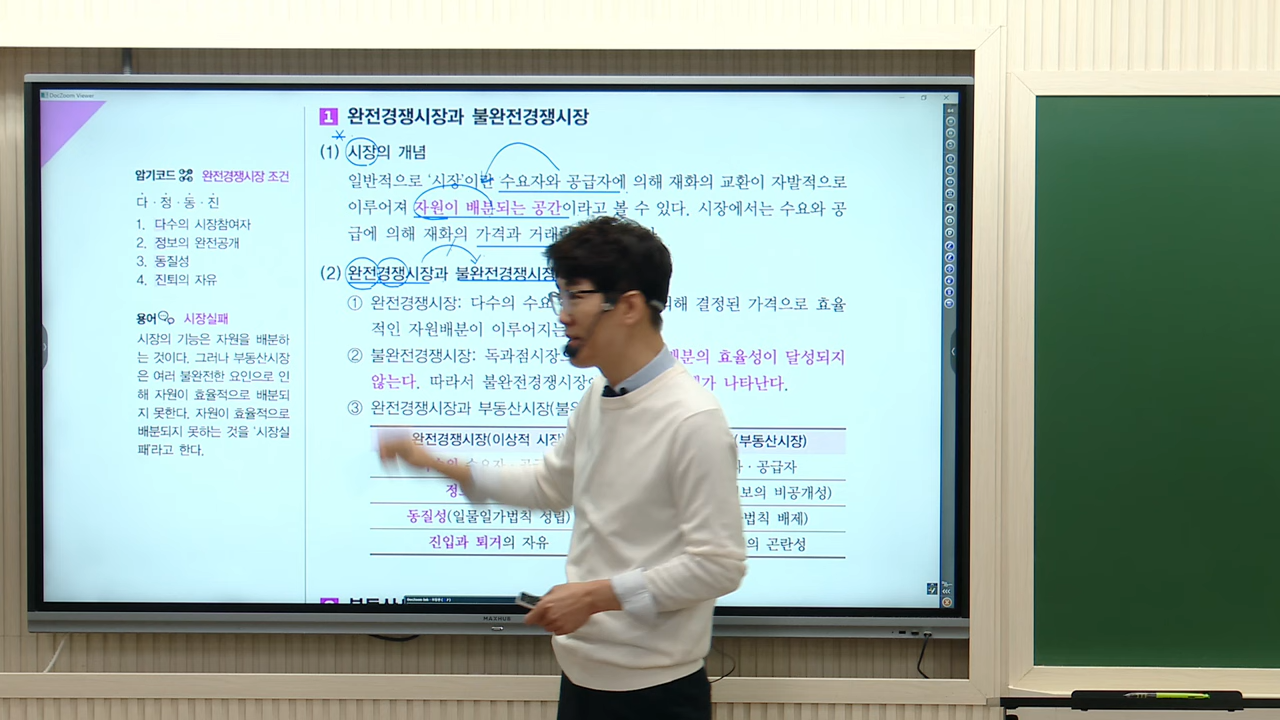 DocZoom Viewer
1 완전경쟁시장과 불완전경쟁시장
(1) 시장의 개념
일반적으로 '시장'이란 수요자와 공급자에 의해 재화의 교환이 자발적으로
이루어져 자원이 배분되는 공간이라고 볼 수 있다. 시장에서는 수요와 공
급에 의해 재화의 가격과 거래
(2) 완전경쟁시장과 불완전경쟁시장
① 완전경쟁시장: 다수의 수요 의해 결정된 가격으로 효율
적인 자원배분이 이루어지는
② 불완전경쟁시장: 독과점시장 배분의 효율성이 달성되지
않는다. 따라서 불완전경쟁시장 가 나타난다.
③ 완전경쟁시장과 부동산시장(불
완전경쟁시장(이상적 시장) (부동산시장)
수요자 · 공급자
정 보의 비공개성)
동질성(일물일가법칙 성립) 법칙 배제)
진입과 퇴거의 자유 의 곤란성
암기코드 완전경쟁시장 조건
다 · 정 · 동 · 진
1. 다수의 시장참여자
2. 정보의 완전공개
3. 동질성
4. 진퇴의 자유
용어 시장실패
시장의 기능은 자원을 배분하
는 것이다. 그러나 부동산시장
은 여러 불완전한 요인으로 인
해 자원이 효율적으로 배분되
지 못한다. 자원이 효율적으로
배분되지 못하는 것을 '시장실
패'라고 한다.
MAXHUB